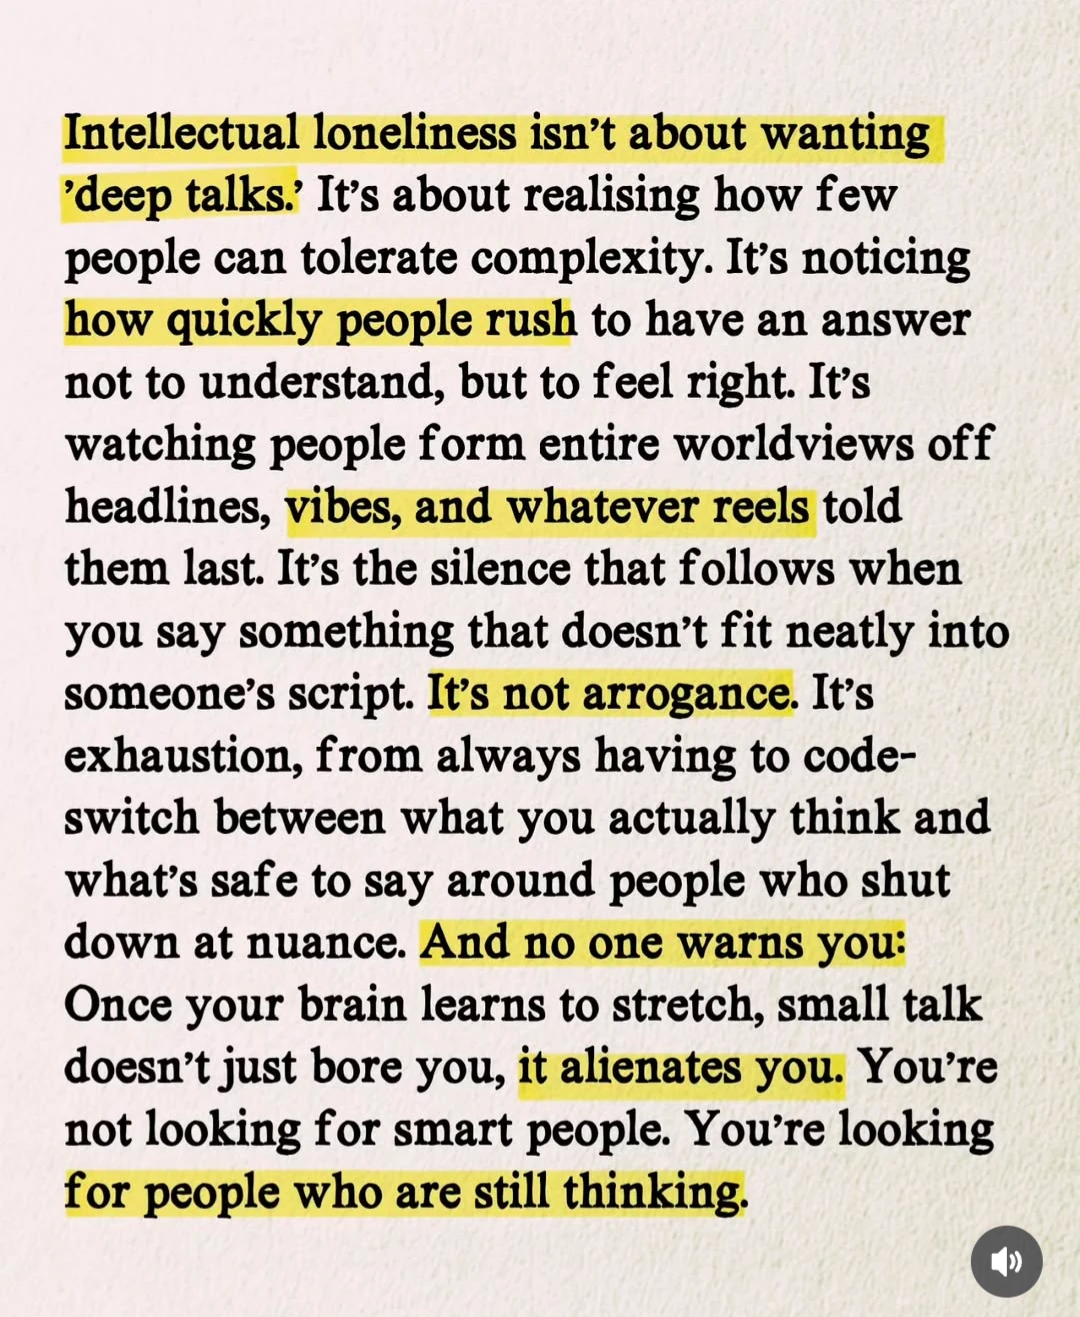 Intellectual loneliness isn’t about wanting
’deep talks.’ It’s about realising how few
people can tolerate complexity. It’s noticing
how quickly people rush to have an answer
not to understand, but to feel right. It’s
watching people form entire worldviews off
headlines, vibes, and whatever reels told
them last. It’s the silence that follows when
you say something that doesn’t fit neatly into
someone’s script. It’s not arrogance. It’s
exhaustion, from always having to code-
switch between what you actually think and
what’s safe to say around people who shut
down at nuance. And no one warns you:
Once your brain learns to stretch, small talk
doesn’t just bore you, it alienates you. You’re
not looking for smart people. You’re looking
for people who are still thinking.